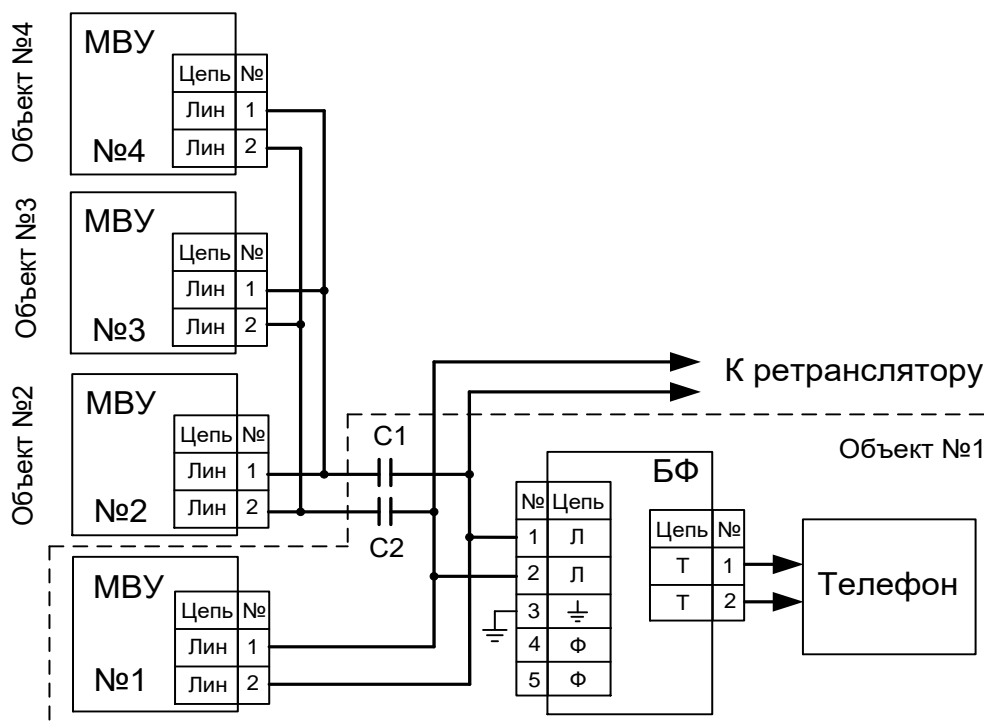 Объект №4
МВУ
№4
Цепь №
Лин 1
Лин 2
Объект №3
МВУ
№3
Цепь №
Лин 1
Лин 2
Объект №2
МВУ
№2
Цепь №
Лин 1
Лин 2
С1
С2
К ретранслятору
Объект №1
МВУ
№1
Цепь №
Лин 1
Лин 2
БФ
№ Цепь
1 Л
2 Л
3
4 Ф
5 Ф
Цепь №
Т 1
Т 2
Телефон